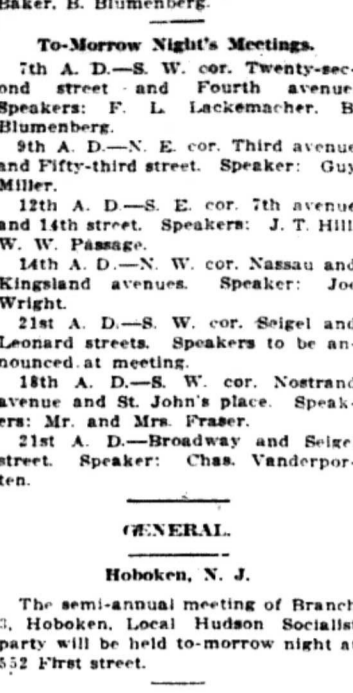 Baker, B. Blumenberg.
To-Morrow Night's Meetings.
7th A. D.—S. W. cor. Twenty-sec-
ond street and Fourth avenue
Speakers: F. L. Lackemacher, B
Blumenberg.
9th A. D.—N. E. cor. Third avenue
and Fifty-third street. Speaker: Guy
Miller.
12th A. D.—S. E. cor. 7th avenue
and 14th street. Speakers: J. T. Hill
W. W. Passage.
14th A. D.—N. W. cor. Nassau and
Kingsland avenues. Speaker: Joe
Wright.
21st A. D.—S. W. cor. Seigel and
Leonard streets. Speakers to be an-
nounced at meeting.
18th A. D.—S. W. cor. Nostrand
avenue and St. John's place. Speak-
ers: Mr. and Mrs. Fraser.
21st A. D.—Broadway and Seige
street. Speaker: Chas. Vanderpor-
ten.
GENERAL.
Hoboken, N. J.
The semi-annual meeting of Branch
3, Hoboken, Local Hudson Socialist
party will be held to-morrow night at
552 First street.